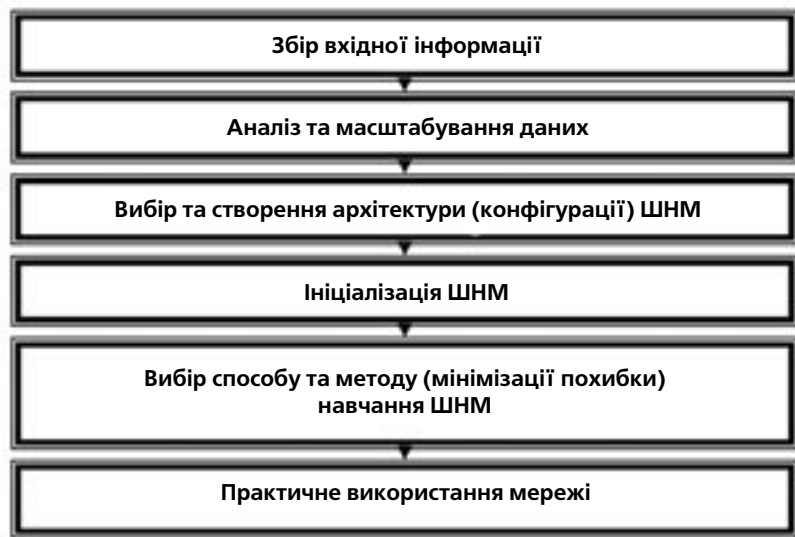 Збір вхідної інформації
Аналіз та масштабування даних
Вибір та створення архітектури (конфігурації) ШНМ
Ініціалізація ШНМ
Вибір способу та методу (мінімізації похибки)
навчання ШНМ
Практичне використання мережі